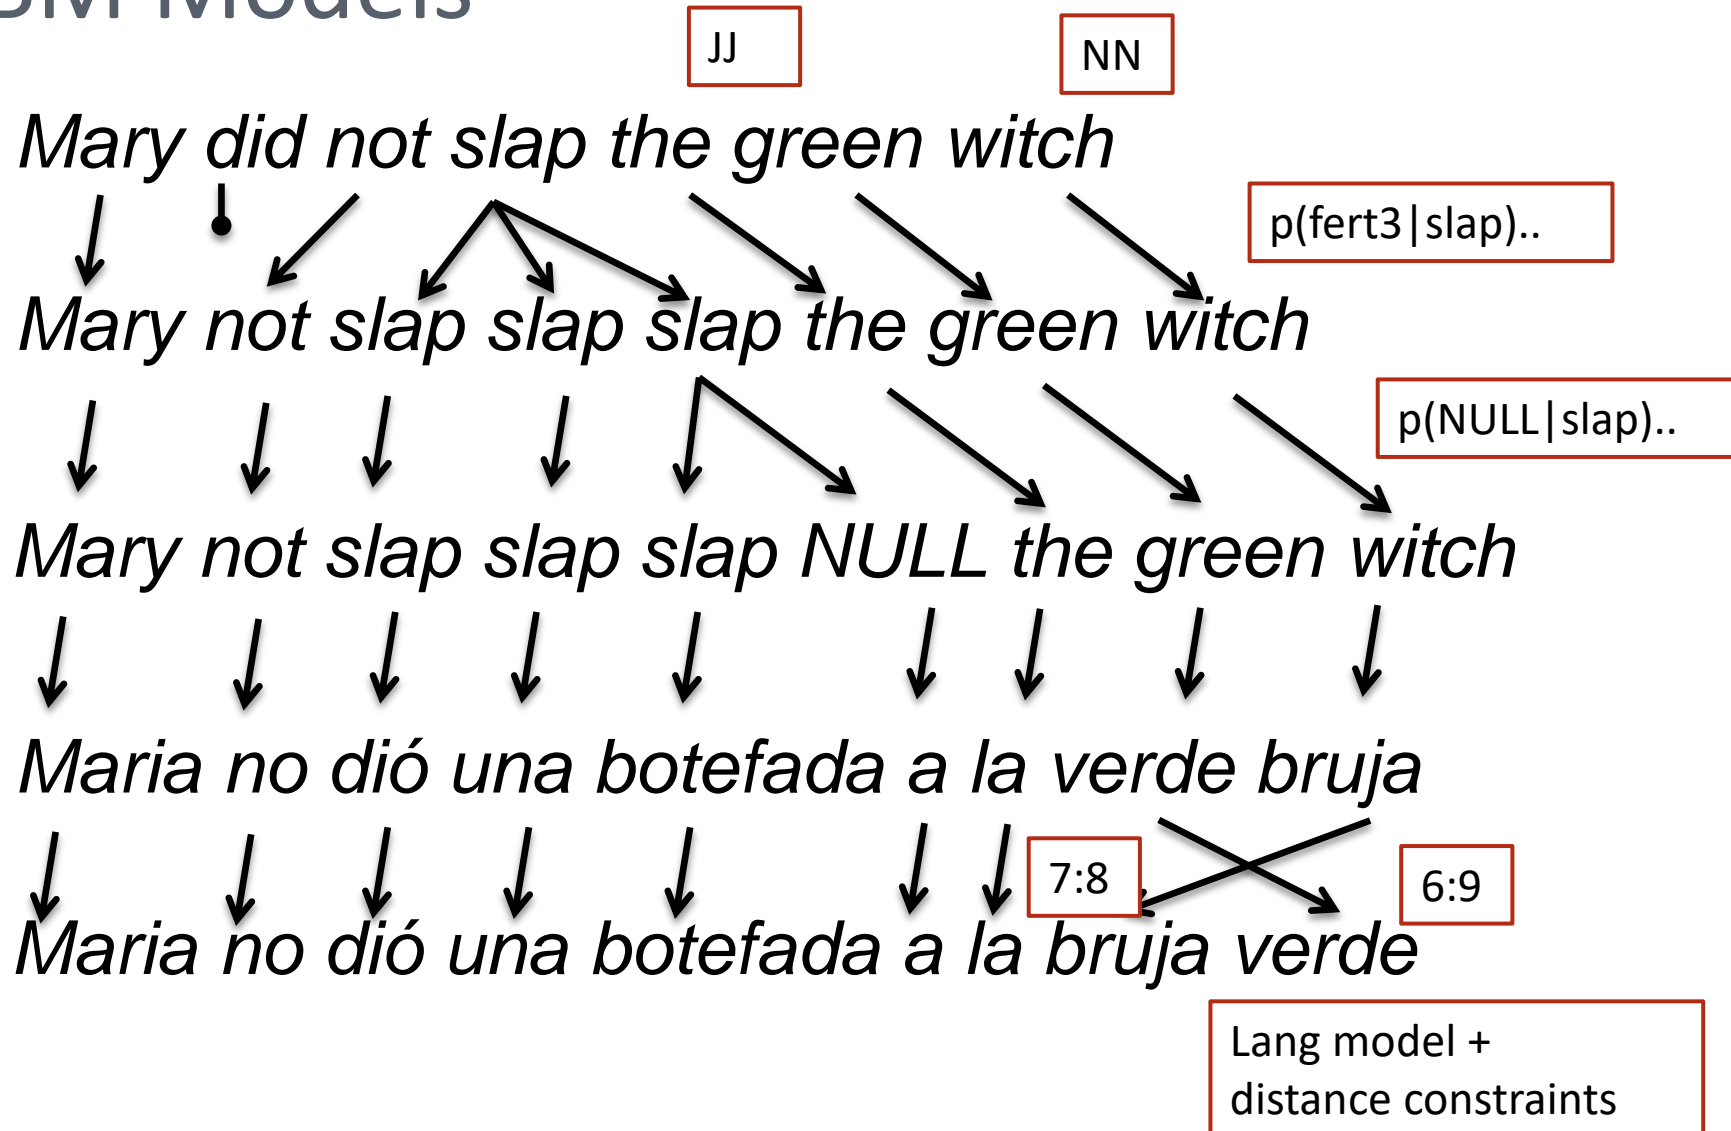 BM Models
JJ
NN
Mary did not slap the green witch
p(fert3|slap)..
Mary not slap slap slap the green witch
p(NULL|slap)..
Mary not slap slap slap NULL the green witch
Maria no dió una botefada a la verde bruja
7:8
6:9
Maria no dió una botefada a la bruja verde
Lang model +
distance constraints